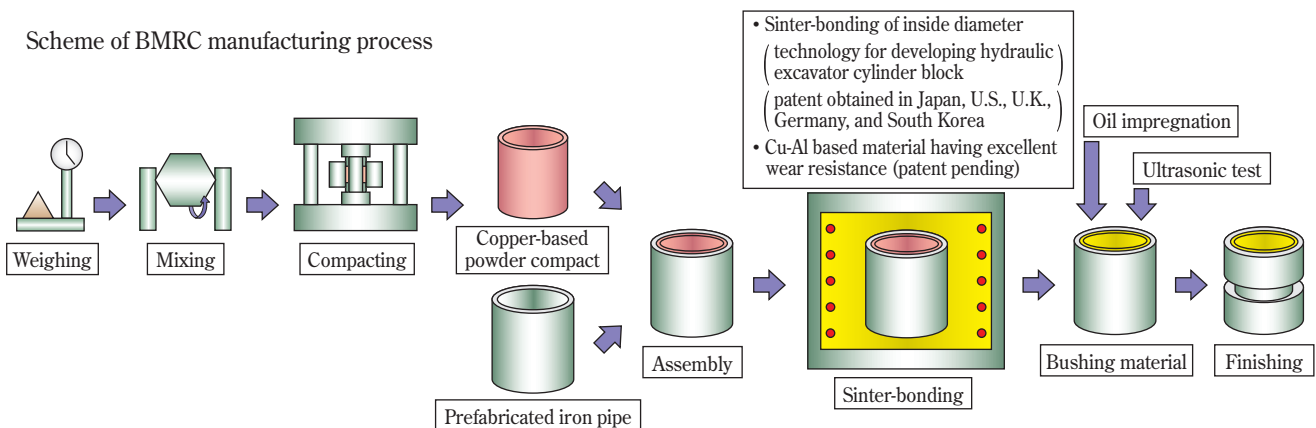 Scheme of BMRC manufacturing process
• Sinter-bonding of inside diameter
(technology for developing hydraulic
excavator cylinder block)
(patent obtained in Japan, U.S., U.K.,
Germany, and South Korea)
• Cu-Al based material having excellent
wear resistance (patent pending)
Oil impregnation
Ultrasonic test
Weighing
Mixing
Compacting
Copper-based
powder compact
Prefabricated iron pipe
Assembly
Sinter-bonding
Bushing material
Finishing